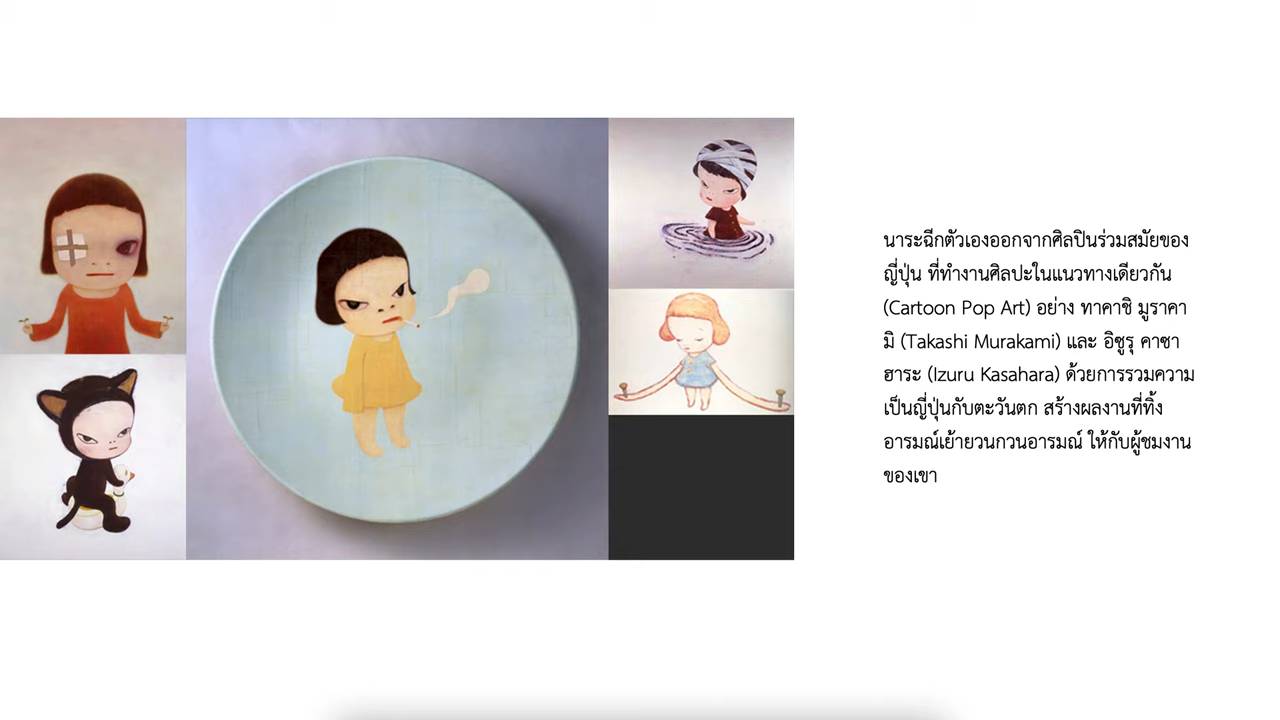 นาระฉีกตัวเองออกจากศิลปินร่วมสมัยของ
ญี่ปุ่น ที่ทำงานศิลปะในแนวทางเดียวกัน
(Cartoon Pop Art) อย่าง ทาคาชิ มูราคา
มิ (Takashi Murakami) และ อิซูรุ คาซา
ฮาระ (Izuru Kasahara) ด้วยการรวมความ
เป็นญี่ปุ่นกับตะวันตก สร้างผลงานที่ทิ้ง
อารมณ์เย้ายวนกวนอารมณ์ ให้กับผู้ชมงาน
ของเขา